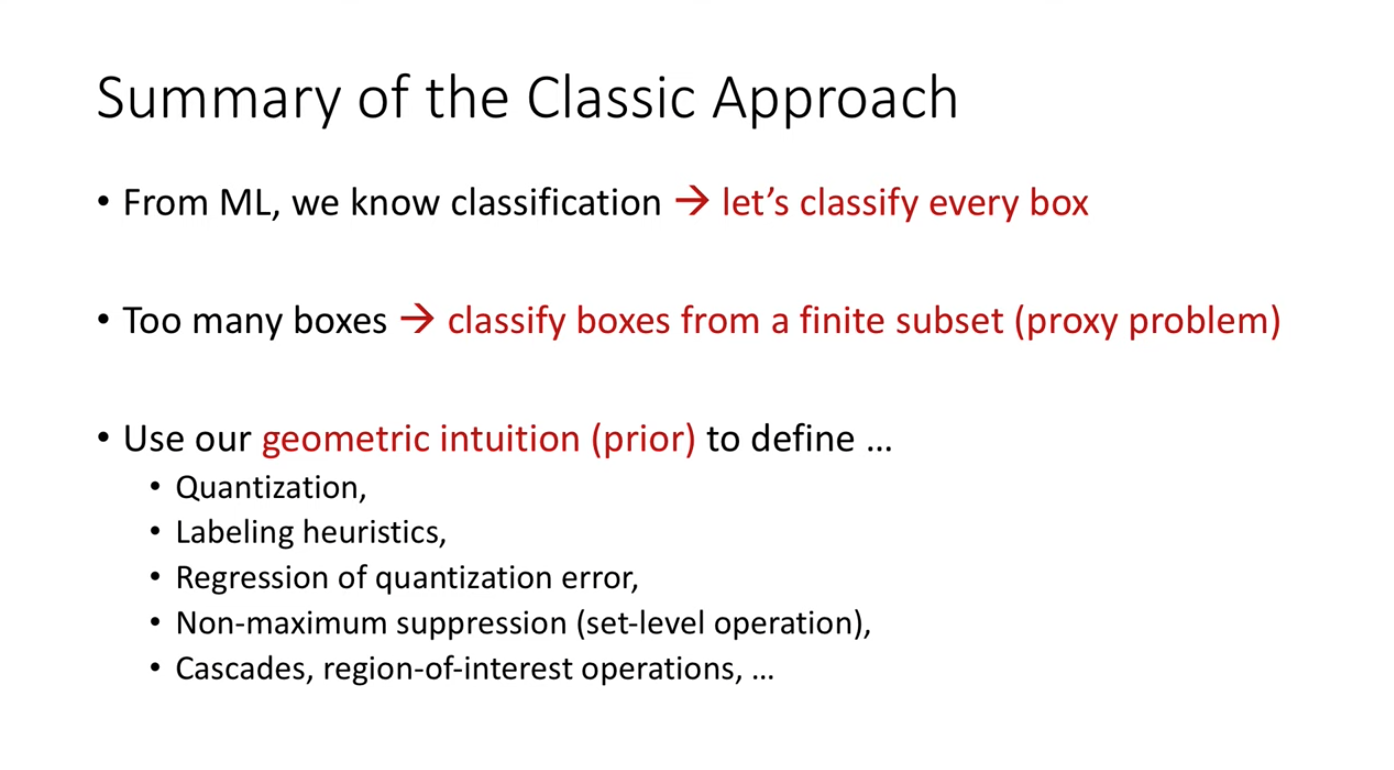 Summary of the Classic Approach
• From ML, we know classification → let's classify every box
• Too many boxes → classify boxes from a finite subset (proxy problem)
• Use our geometric intuition (prior) to define …
• Quantization,
• Labeling heuristics,
• Regression of quantization error,
• Non-maximum suppression (set-level operation),
• Cascades, region-of-interest operations, …